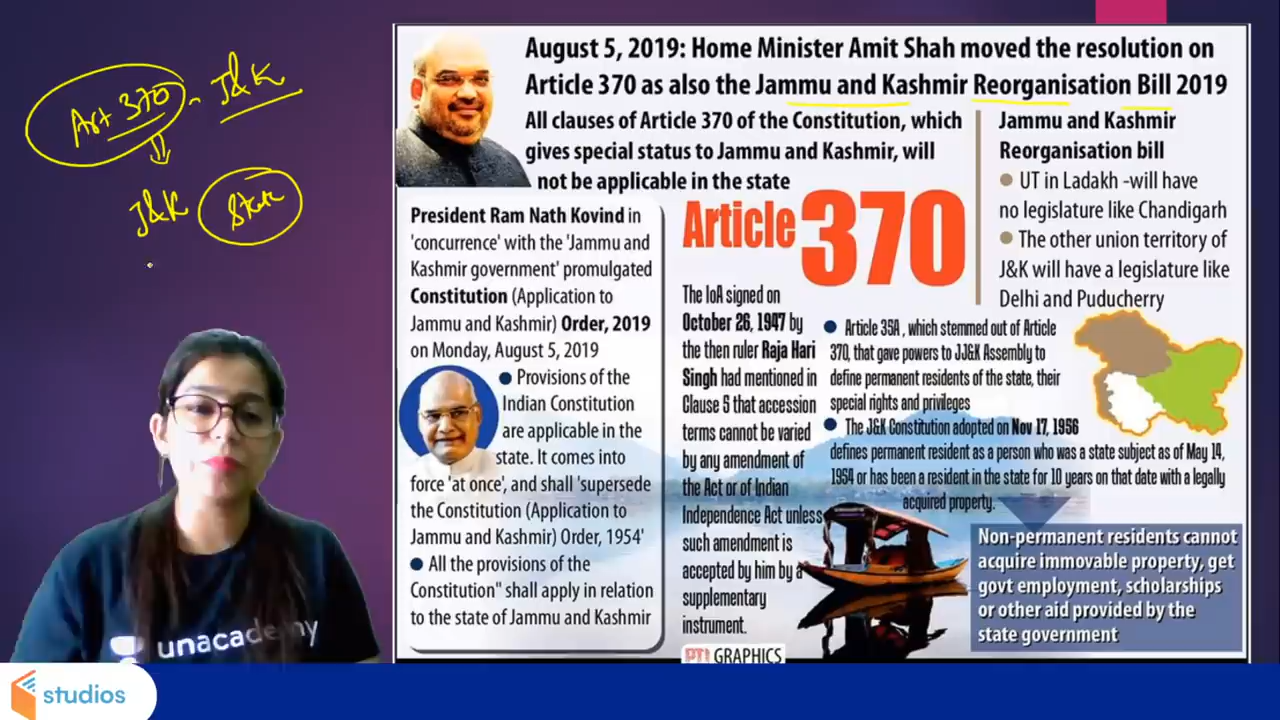 Art 370 - J&K
J&K State
August 5, 2019: Home Minister Amit Shah moved the resolution on
Article 370 as also the Jammu and Kashmir Reorganisation Bill 2019
All clauses of Article 370 of the Constitution, which
gives special status to Jammu and Kashmir, will
not be applicable in the state
Jammu and Kashmir
Reorganisation bill
UT in Ladakh -will have
no legislature like Chandigarh
The other union territory of
J&K will have a legislature like
Delhi and Puducherry
President Ram Nath Kovind in
'concurrence' with the 'Jammu and
Kashmir government' promulgated
Constitution (Application to
Jammu and Kashmir) Order, 2019
on Monday, August 5, 2019
Provisions of the
Indian Constitution
are applicable in the
state. It comes into
force 'at once', and shall 'supersede
the Constitution (Application to
Jammu and Kashmir) Order, 1954'
All the provisions of the
Constitution" shall apply in relation
to the state of Jammu and Kashmir
Article 370
The IoA signed on
October 26, 1947 by
the then ruler Raja Hari
Singh had mentioned in
Clause 5 that accession
terms cannot be varied
by any amendment of
the Act or of Indian
Independence Act unless
such amendment is
accepted by him by a
supplementary
instrument.
Article 35A, which stemmed out of Article
370, that gave powers to JJ&K Assembly to
define permanent residents of the state, their
special rights and privileges
The J&K Constitution adopted on Nov 17, 1956
defines permanent resident as a person who was a state subject as of May 14,
1954 or has been a resident in the state for 10 years on that date with a legally
acquired property.
Non-permanent residents cannot
acquire immovable property, get
govt employment, scholarships
or other aid provided by the
state government
PTI GRAPHICS
unacademy
studios